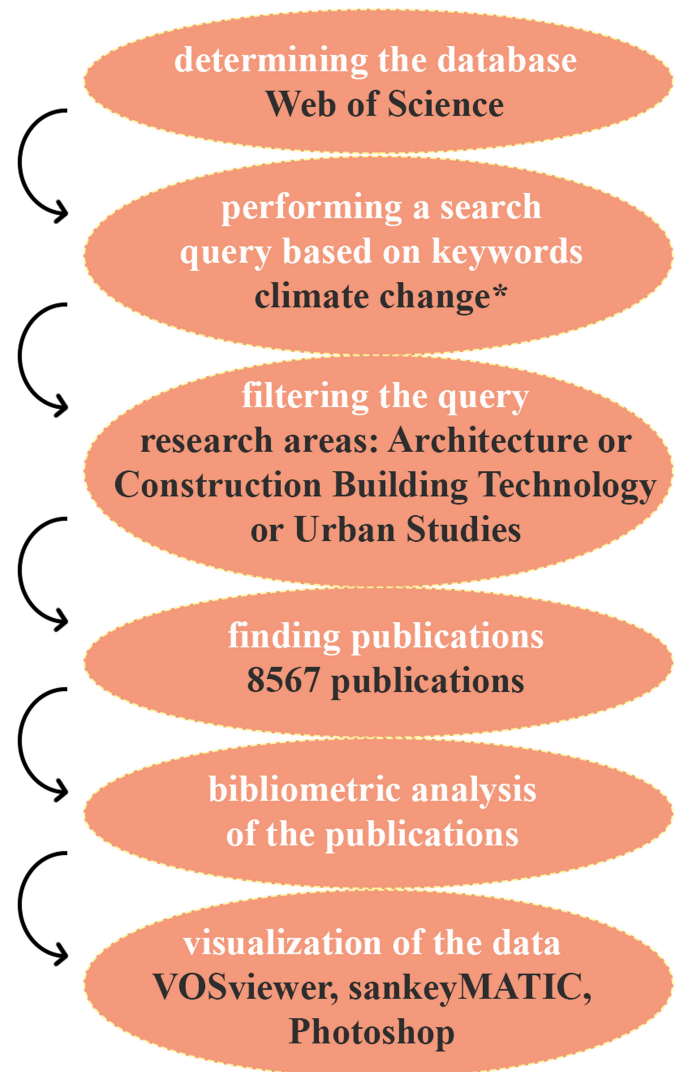 determining the database
Web of Science
performing a search
query based on keywords
climate change*
filtering the query
research areas: Architecture or
Construction Building Technology
or Urban Studies
finding publications
8567 publications
bibliometric analysis
of the publications
visualization of the data
VOSviewer, sankeyMATIC,
Photoshop